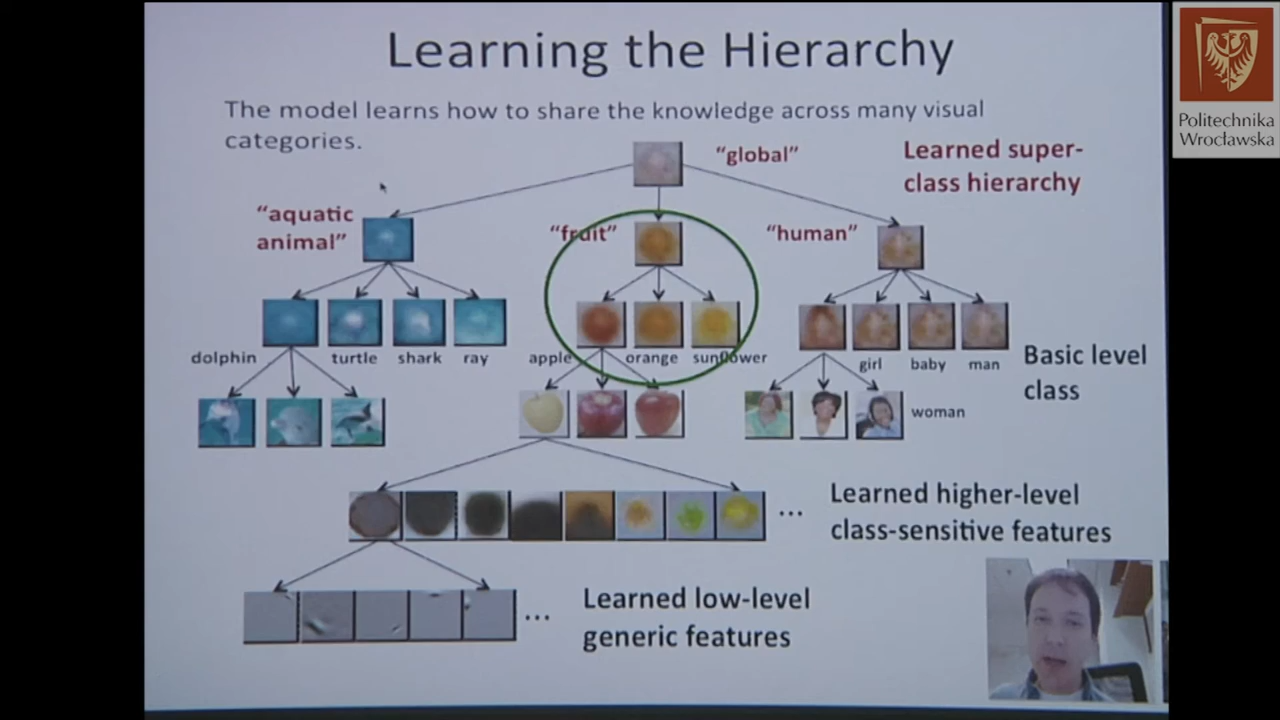 Learning the Hierarchy
Politechnika
Wrocławska
The model learns how to share the knowledge across many visual
categories.
"global"
Learned super-
class hierarchy
"aquatic
animal"
"fruit"
"human"
dolphin
turtle
shark
ray
apple
orange
sunflower
girl
baby
man
Basic level
class
woman
Learned higher-level
class-sensitive features
...
Learned low-level
generic features
...